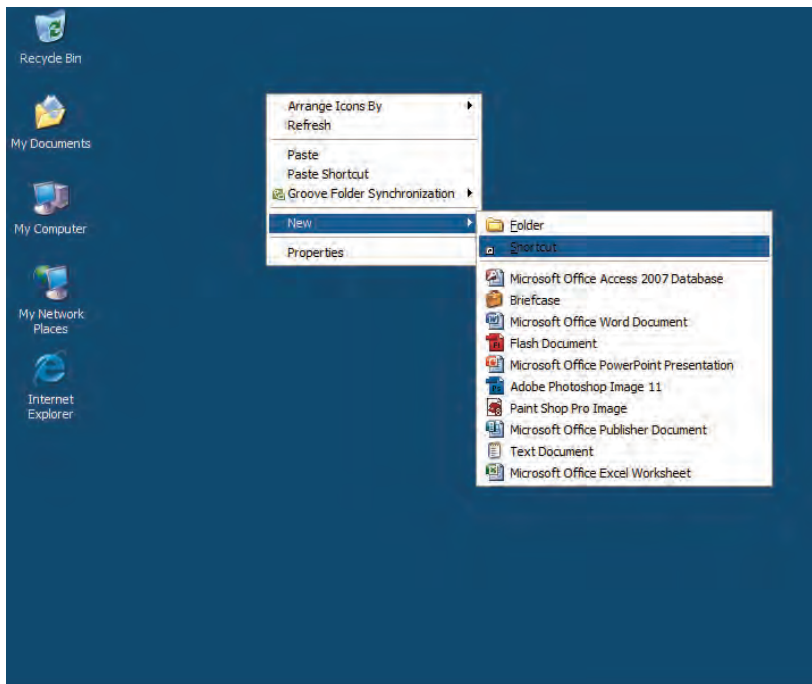 Recycle Bin
My Documents
My Computer
My Network
Places
Internet
Explorer
Arrange Icons By
Refresh
Paste
Paste Shortcut
Groove Folder Synchronization
New
Properties
Folder
Shortcut
Microsoft Office Access 2007 Database
Briefcase
Microsoft Office Word Document
Flash Document
Microsoft Office PowerPoint Presentation
Adobe Photoshop Image 11
Paint Shop Pro Image
Microsoft Office Publisher Document
Text Document
Microsoft Office Excel Worksheet